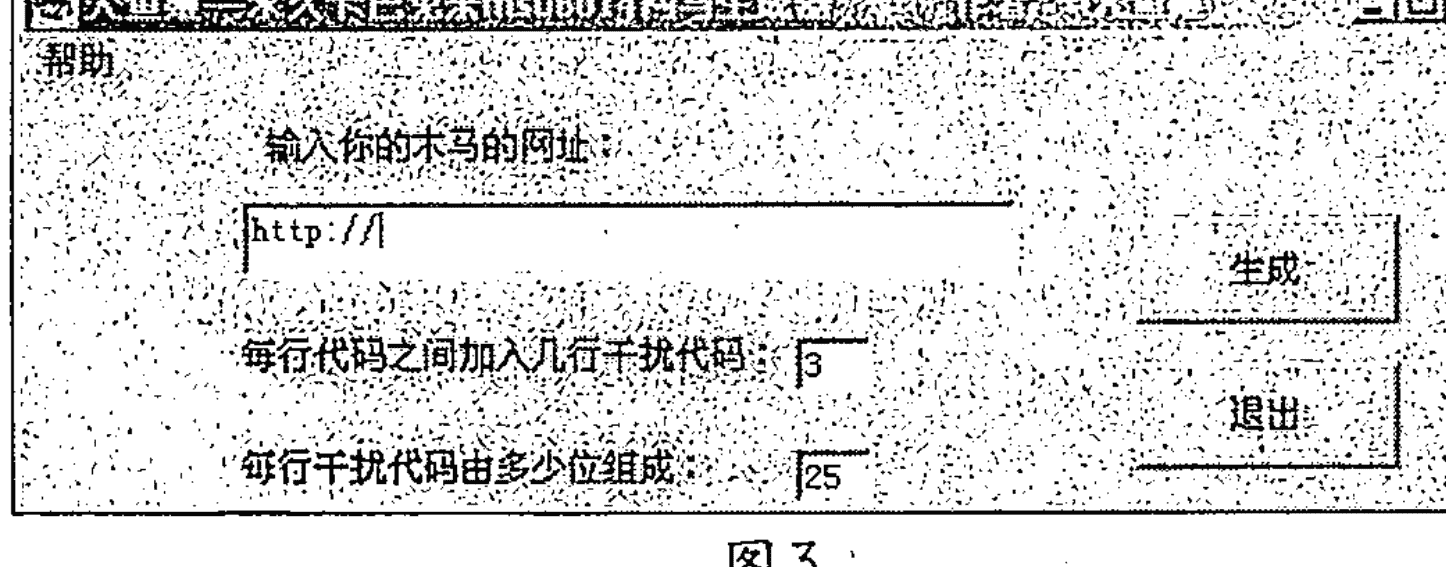 帮助
输入你的木马的网址：
http://
生成
每行代码之间加入几行干扰代码： 3
退出
每行干扰代码由多少位组成： 25
图 3